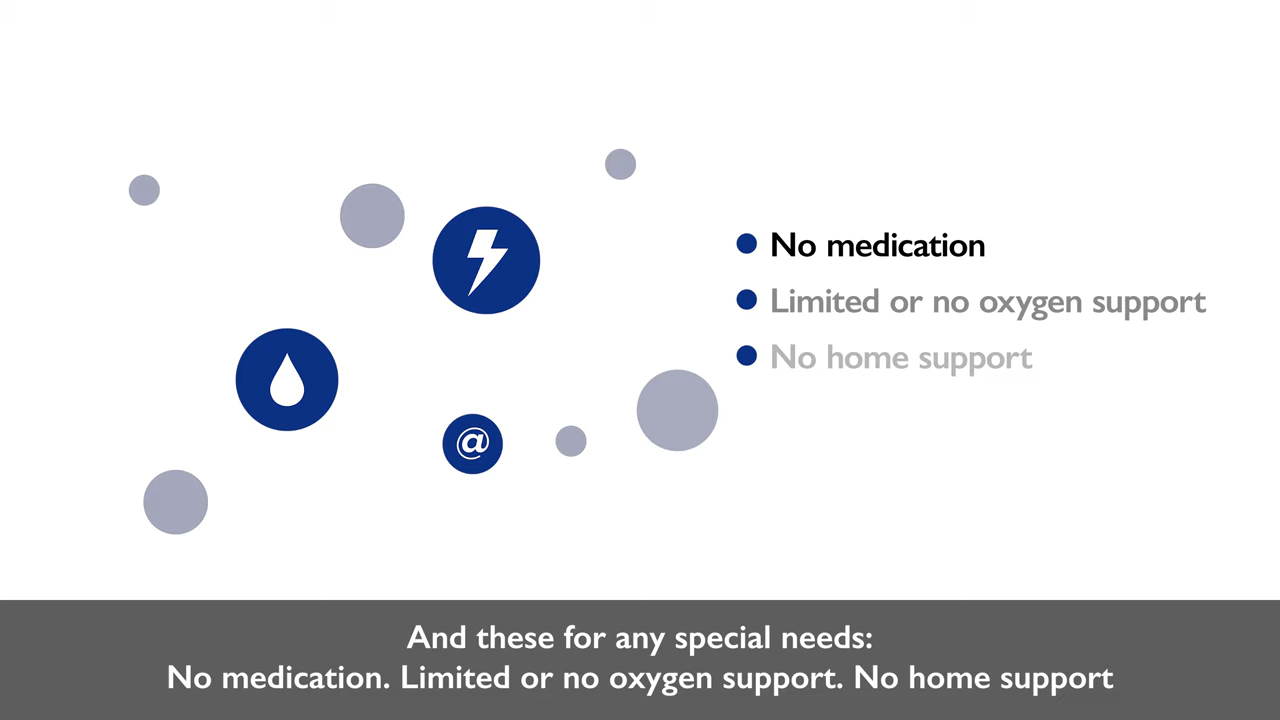 No medication
Limited or no oxygen support
No home support
@
And these for any special needs:
No medication. Limited or no oxygen support. No home support